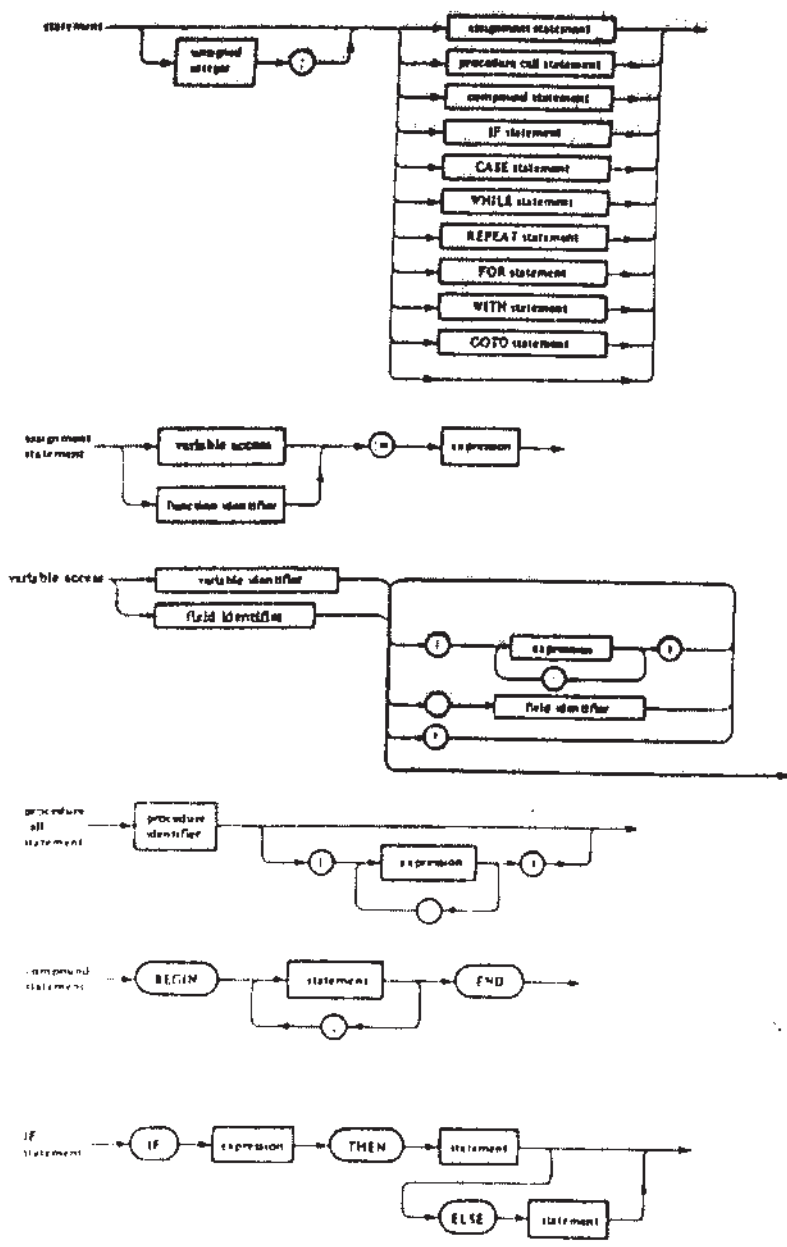 statement
unsigned
integer
:
assignment statement
procedure call statement
compound statement
IF statement
CASE statement
WHILE statement
REPEAT statement
FOR statement
WITH statement
GOTO statement
assignment
statement
variable access
function identifier
:=
expression
variable access
variable identifier
field identifier
expression
field identifier
procedure
all
statement
procedure
identifier
expression
compound
statement
BEGIN
statement
END
IF
statement
IF
expression
THEN
statement
ELSE
statement